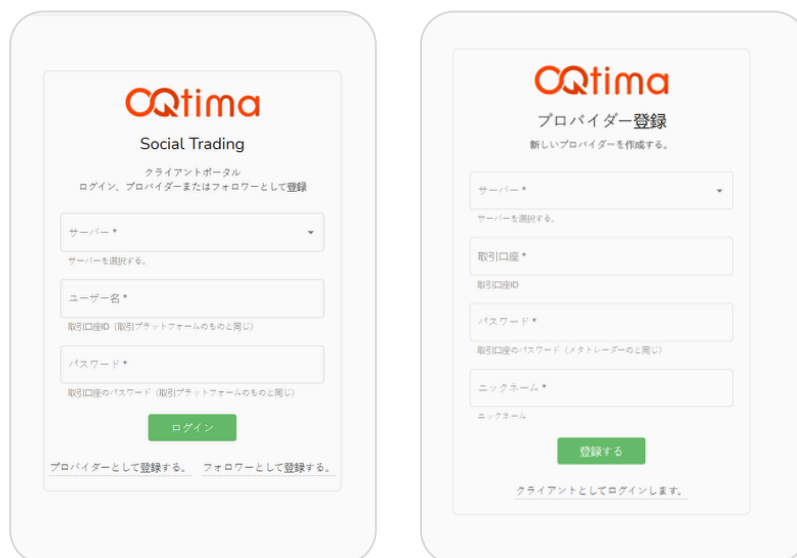 OQtima
Social Trading
クライアントポータル
ログイン、プロバイダーまたはフォロワーとして登録
サーバー *
サーバーを選択する。
ユーザー名 *
取引口座ID（取引プラットフォームのものと同じ）
パスワード *
取引口座のパスワード（取引プラットフォームのものと同じ）
ログイン
プロバイダーとして登録する。 フォロワーとして登録する。
OQtima
プロバイダー登録
新しいプロバイダーを作成する。
サーバー *
サーバーを選択する。
取引口座 *
取引口座ID
パスワード *
取引口座のパスワード（メタトレーダーのと同じ）
ニックネーム *
ニックネーム
登録する
クライアントとしてログインします。